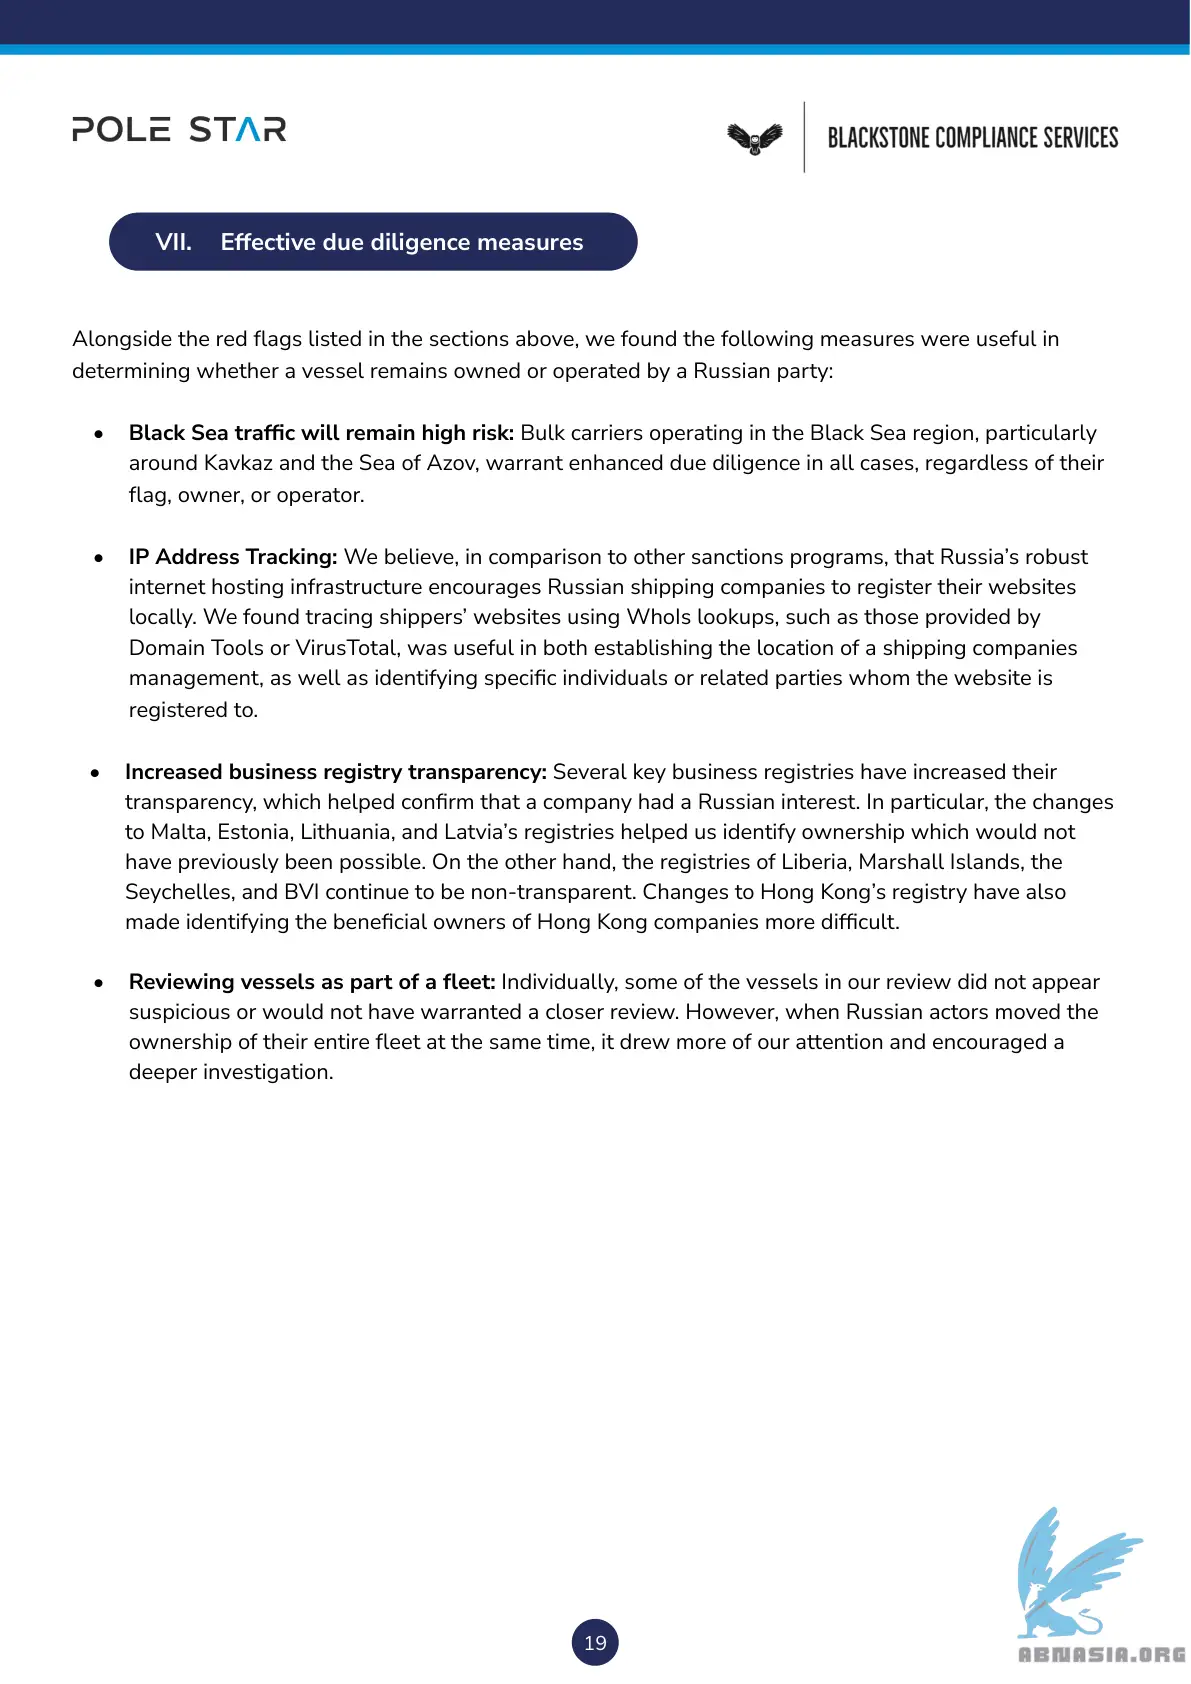 POLE STAR
BLACKSTONE COMPLIANCE SERVICES
VII. Effective due diligence measures
Alongside the red flags listed in the sections above, we found the following measures were useful in
determining whether a vessel remains owned or operated by a Russian party:
• Black Sea traffic will remain high risk: Bulk carriers operating in the Black Sea region, particularly
around Kavkaz and the Sea of Azov, warrant enhanced due diligence in all cases, regardless of their
flag, owner, or operator.
• IP Address Tracking: We believe, in comparison to other sanctions programs, that Russia’s robust
internet hosting infrastructure encourages Russian shipping companies to register their websites
locally. We found tracing shippers’ websites using WhoIs lookups, such as those provided by
Domain Tools or VirusTotal, was useful in both establishing the location of a shipping companies
management, as well as identifying specific individuals or related parties whom the website is
registered to.
• Increased business registry transparency: Several key business registries have increased their
transparency, which helped confirm that a company had a Russian interest. In particular, the changes
to Malta, Estonia, Lithuania, and Latvia’s registries helped us identify ownership which would not
have previously been possible. On the other hand, the registries of Liberia, Marshall Islands, the
Seychelles, and BVI continue to be non-transparent. Changes to Hong Kong’s registry have also
made identifying the beneficial owners of Hong Kong companies more difficult.
• Reviewing vessels as part of a fleet: Individually, some of the vessels in our review did not appear
suspicious or would not have warranted a closer review. However, when Russian actors moved the
ownership of their entire fleet at the same time, it drew more of our attention and encouraged a
deeper investigation.
19
ABNASIA.ORG